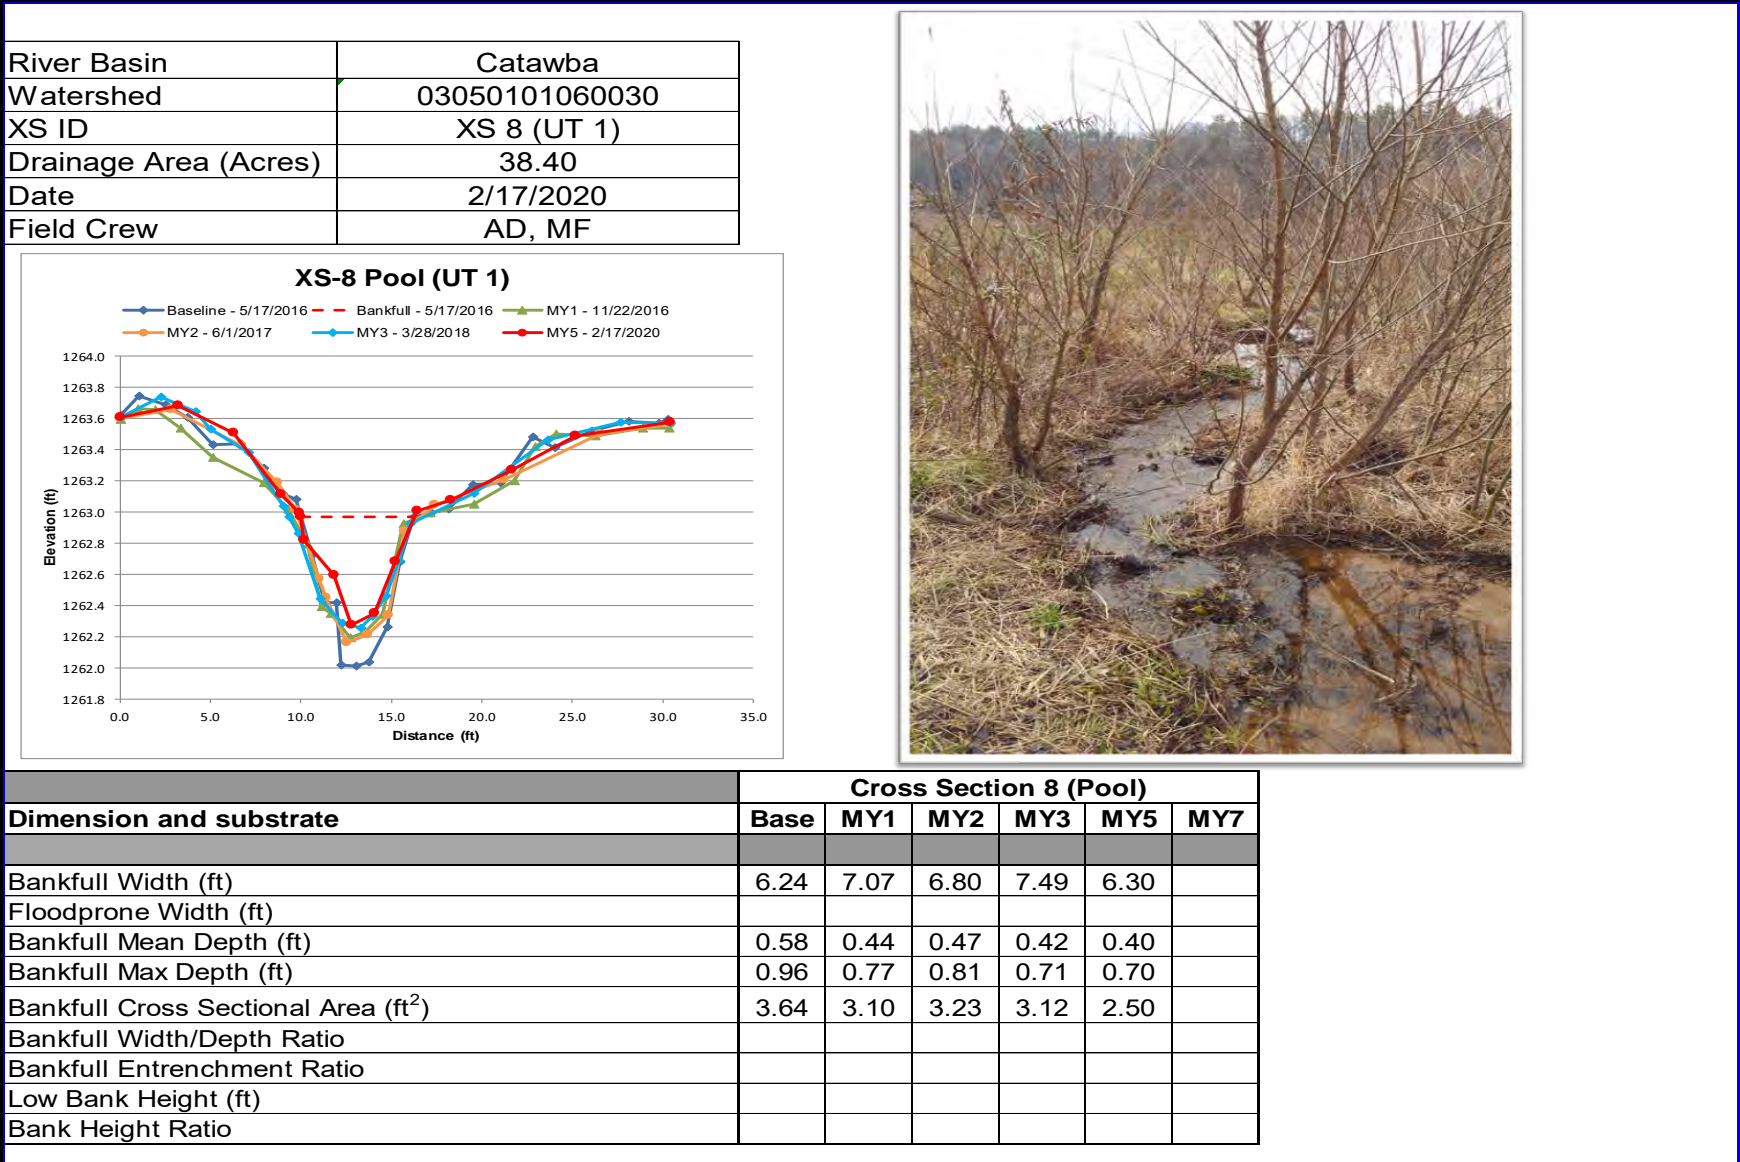 River Basin Catawba
Watershed 03050101060030
XS ID XS 8 (UT 1)
Drainage Area (Acres) 38.40
Date 2/17/2020
Field Crew AD, MF
XS-8 Pool (UT 1)
Baseline - 5/17/2016 Bankfull - 5/17/2016 MY1 - 11/22/2016
MY2 - 6/1/2017 MY3 - 3/28/2018 MY5 - 2/17/2020
1264.0
1263.8
1263.6
1263.4
1263.2
1263.0
1262.8
1262.6
1262.4
1262.2
1262.0
1261.8
Elevation (ft)
0.0 5.0 10.0 15.0 20.0 25.0 30.0 35.0
Distance (ft)
Cross Section 8 (Pool)
Dimension and substrate Base MY1 MY2 MY3 MY5 MY7
Bankfull Width (ft) 6.24 7.07 6.80 7.49 6.30
Floodprone Width (ft)
Bankfull Mean Depth (ft) 0.58 0.44 0.47 0.42 0.40
Bankfull Max Depth (ft) 0.96 0.77 0.81 0.71 0.70
Bankfull Cross Sectional Area (ft²) 3.64 3.10 3.23 3.12 2.50
Bankfull Width/Depth Ratio
Bankfull Entrenchment Ratio
Low Bank Height (ft)
Bank Height Ratio